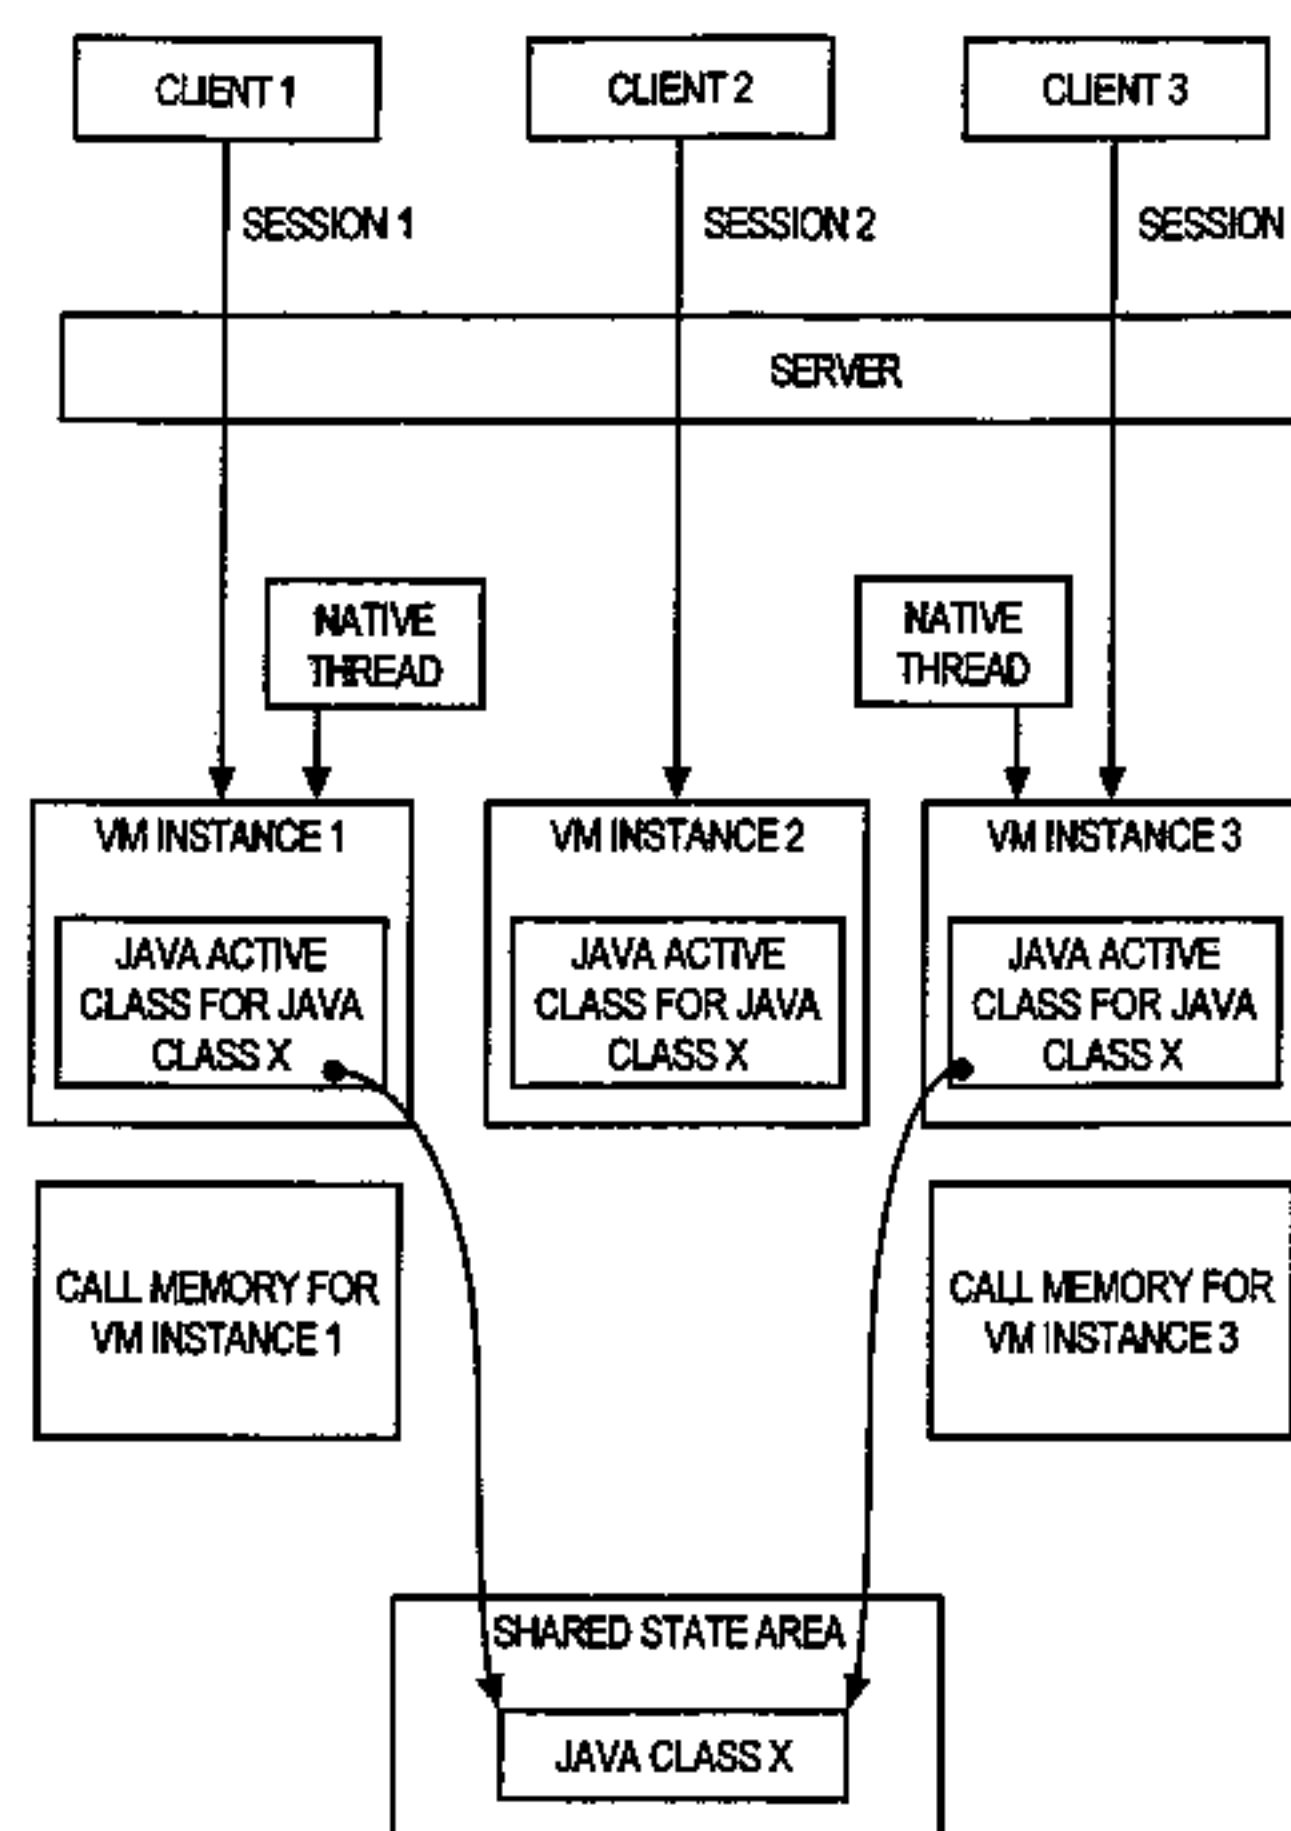 CLIENT 1
CLIENT 2
CLIENT 3
SESSION 1
SESSION 2
SESSION
SERVER
NATIVE
THREAD
NATIVE
THREAD
VM INSTANCE 1
JAVA ACTIVE
CLASS FOR JAVA
CLASS X
VM INSTANCE 2
JAVA ACTIVE
CLASS FOR JAVA
CLASS X
VM INSTANCE 3
JAVA ACTIVE
CLASS FOR JAVA
CLASS X
CALL MEMORY FOR
VM INSTANCE 1
CALL MEMORY FOR
VM INSTANCE 3
SHARED STATE AREA
JAVA CLASS X